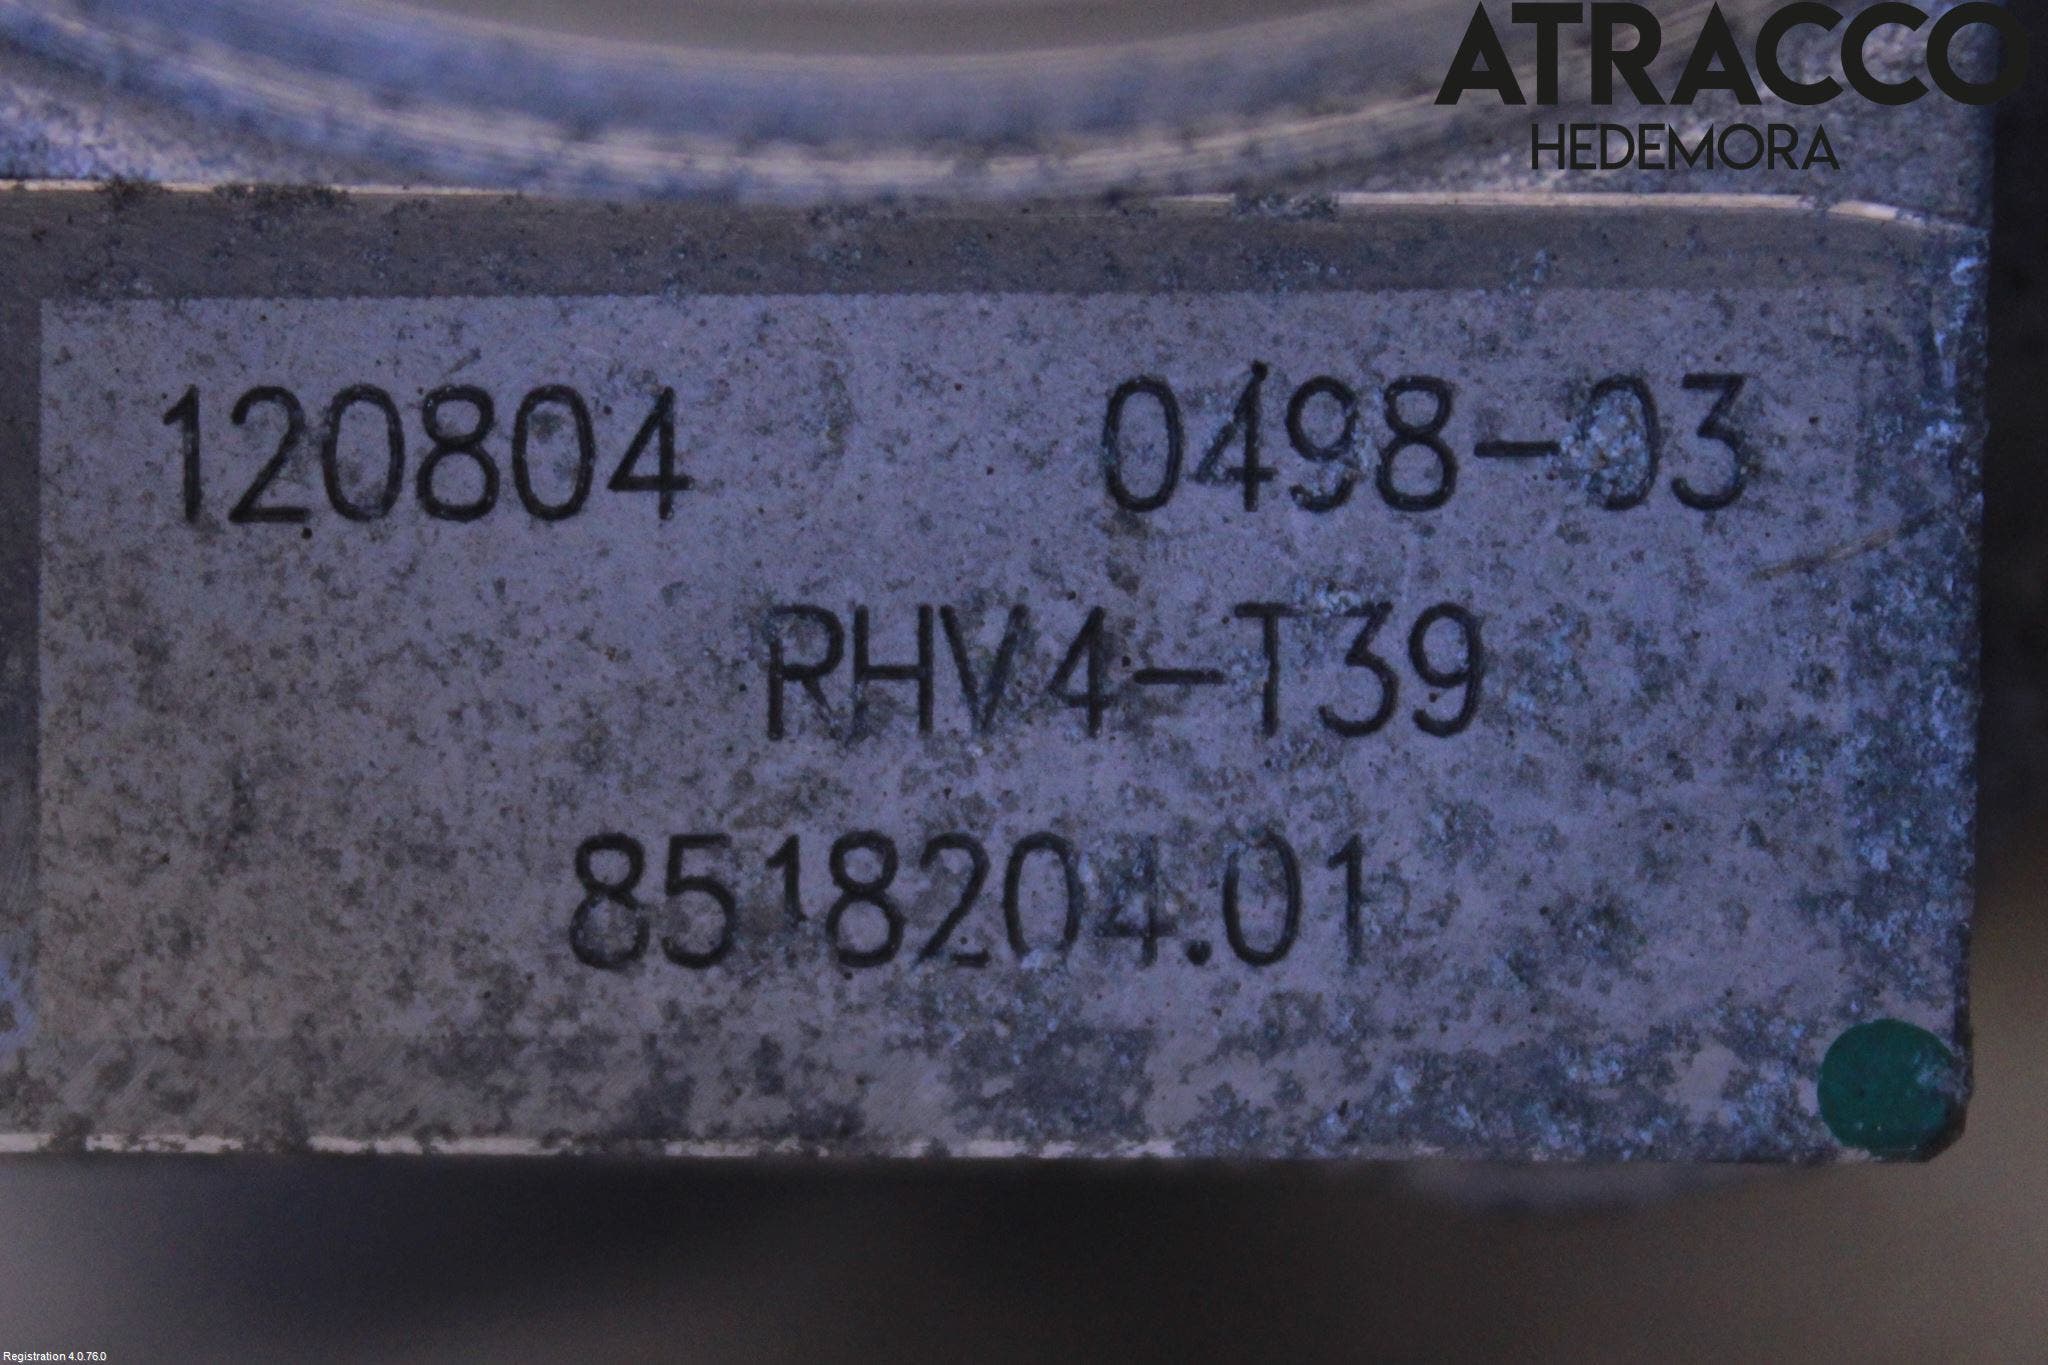 ATRACCO
HEDEMORA
120804 0498-03
RHV4-T39
8518204.01
Registration 4.0.76.0